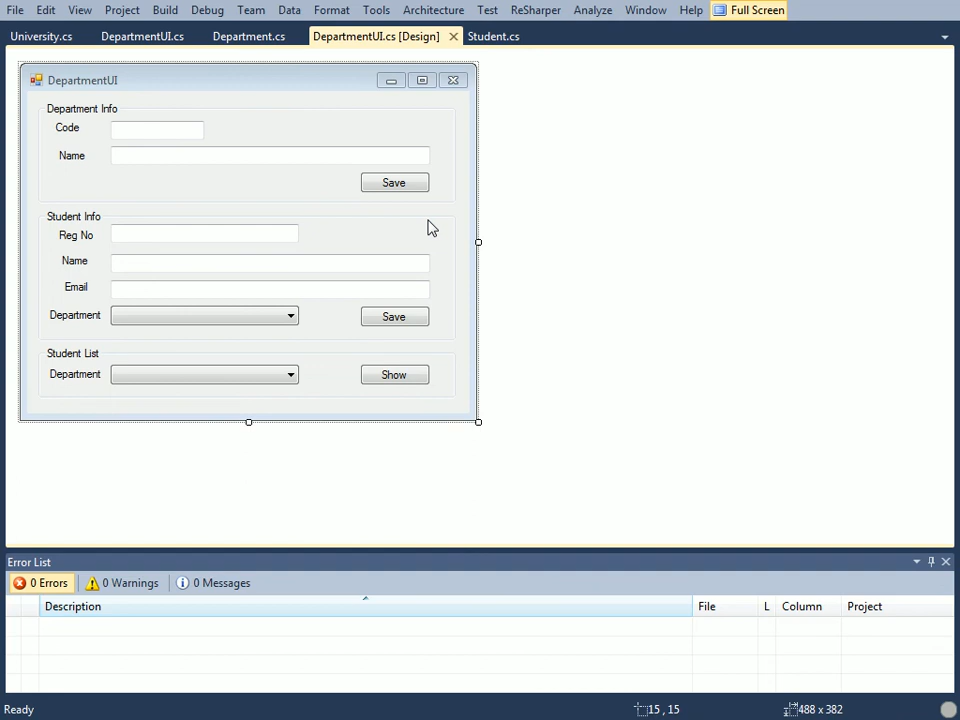 File Edit View Project Build Debug Team Data Format Tools Architecture Test ReSharper Analyze Window Help Full Screen
University.cs DepartmentUI.cs Department.cs DepartmentUI.cs [Design] Student.cs
DepartmentUI
Department Info
Code
Name
Save
Student Info
Reg No
Name
Email
Department Save
Student List
Department Show
Error List
0 Errors 0 Warnings 0 Messages
Description File L Column Project
Ready 15 , 15 488 x 382